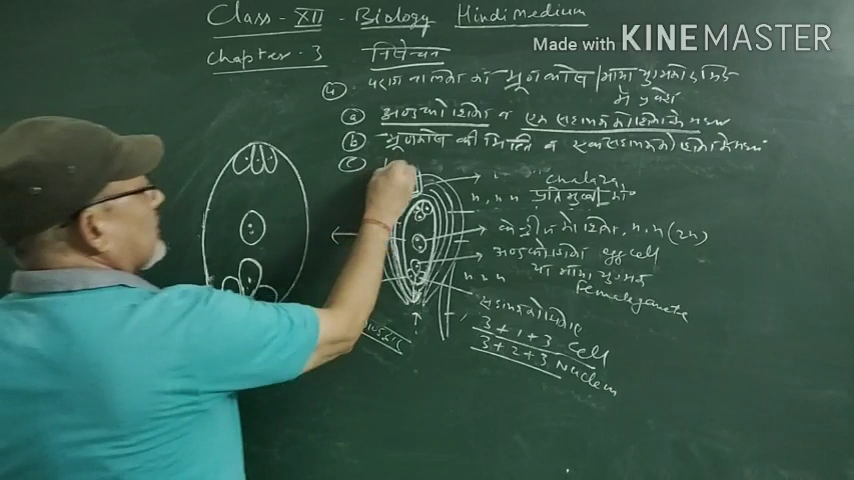 Class - XII - Biology Hindi medium
Made with KINEMASTER
Chapter - 3 निषेचन
4. पराग नलिका का भ्रूणकोष / मादा युग्मकोद्भिद
में प्रवेश
(a) अण्डकोशिका व एक सहायक कोशिका के मध्य
(b) भ्रूणकोष की भित्ति व एक सहायक कोशिका के मध्य
(c)
chalaza
n, n, n
केन्द्रीय कोशिका, n, n (2n)
अण्डकोशिका egg cell
n n n या मादा युग्मक
Female gamete
सहायक कोशिकाएं
3 + 1 + 3 Cell
3 + 2 + 3 Nucleus